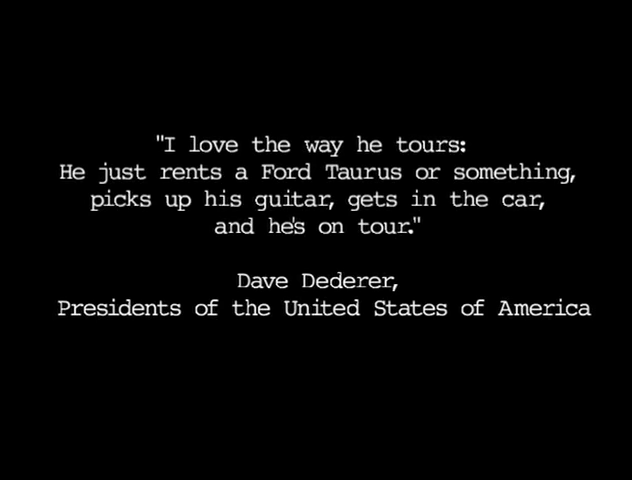 "I love the way he tours:
He just rents a Ford Taurus or something,
picks up his guitar, gets in the car,
and he's on tour."
Dave Dederer,
Presidents of the United States of America